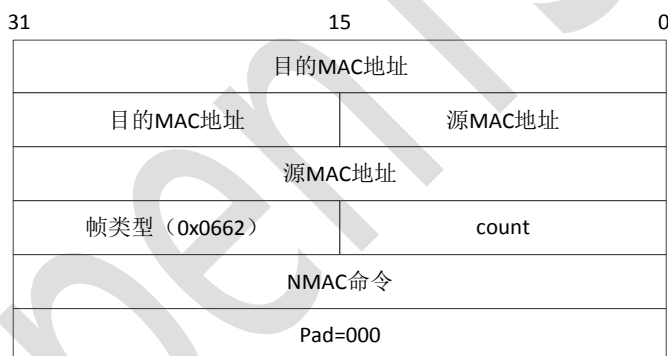 31 15 0
目的MAC地址
目的MAC地址 源MAC地址
源MAC地址
帧类型（0x0662） count
NMAC命令
Pad=000